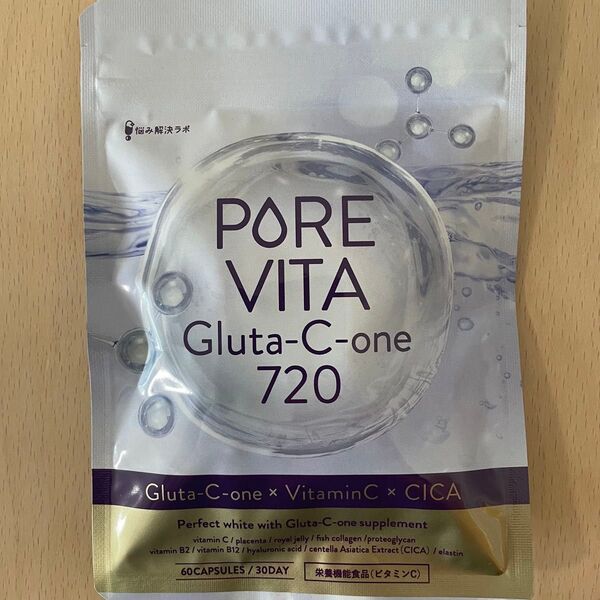 悩み解決ラボ
PORE
VITA
Gluta-C-one
720
Gluta-C-one × VitaminC × CICA
Perfect white with Gluta-C-one supplement
vitamin C / placenta / royal jelly / fish collagen /proteoglycan
vitamin B2 / vitamin B12 / hyaluronic acid / centella Asiatica Extract (CICA) / elastin
60CAPSULES / 30DAY
栄養機能食品(ビタミンC)